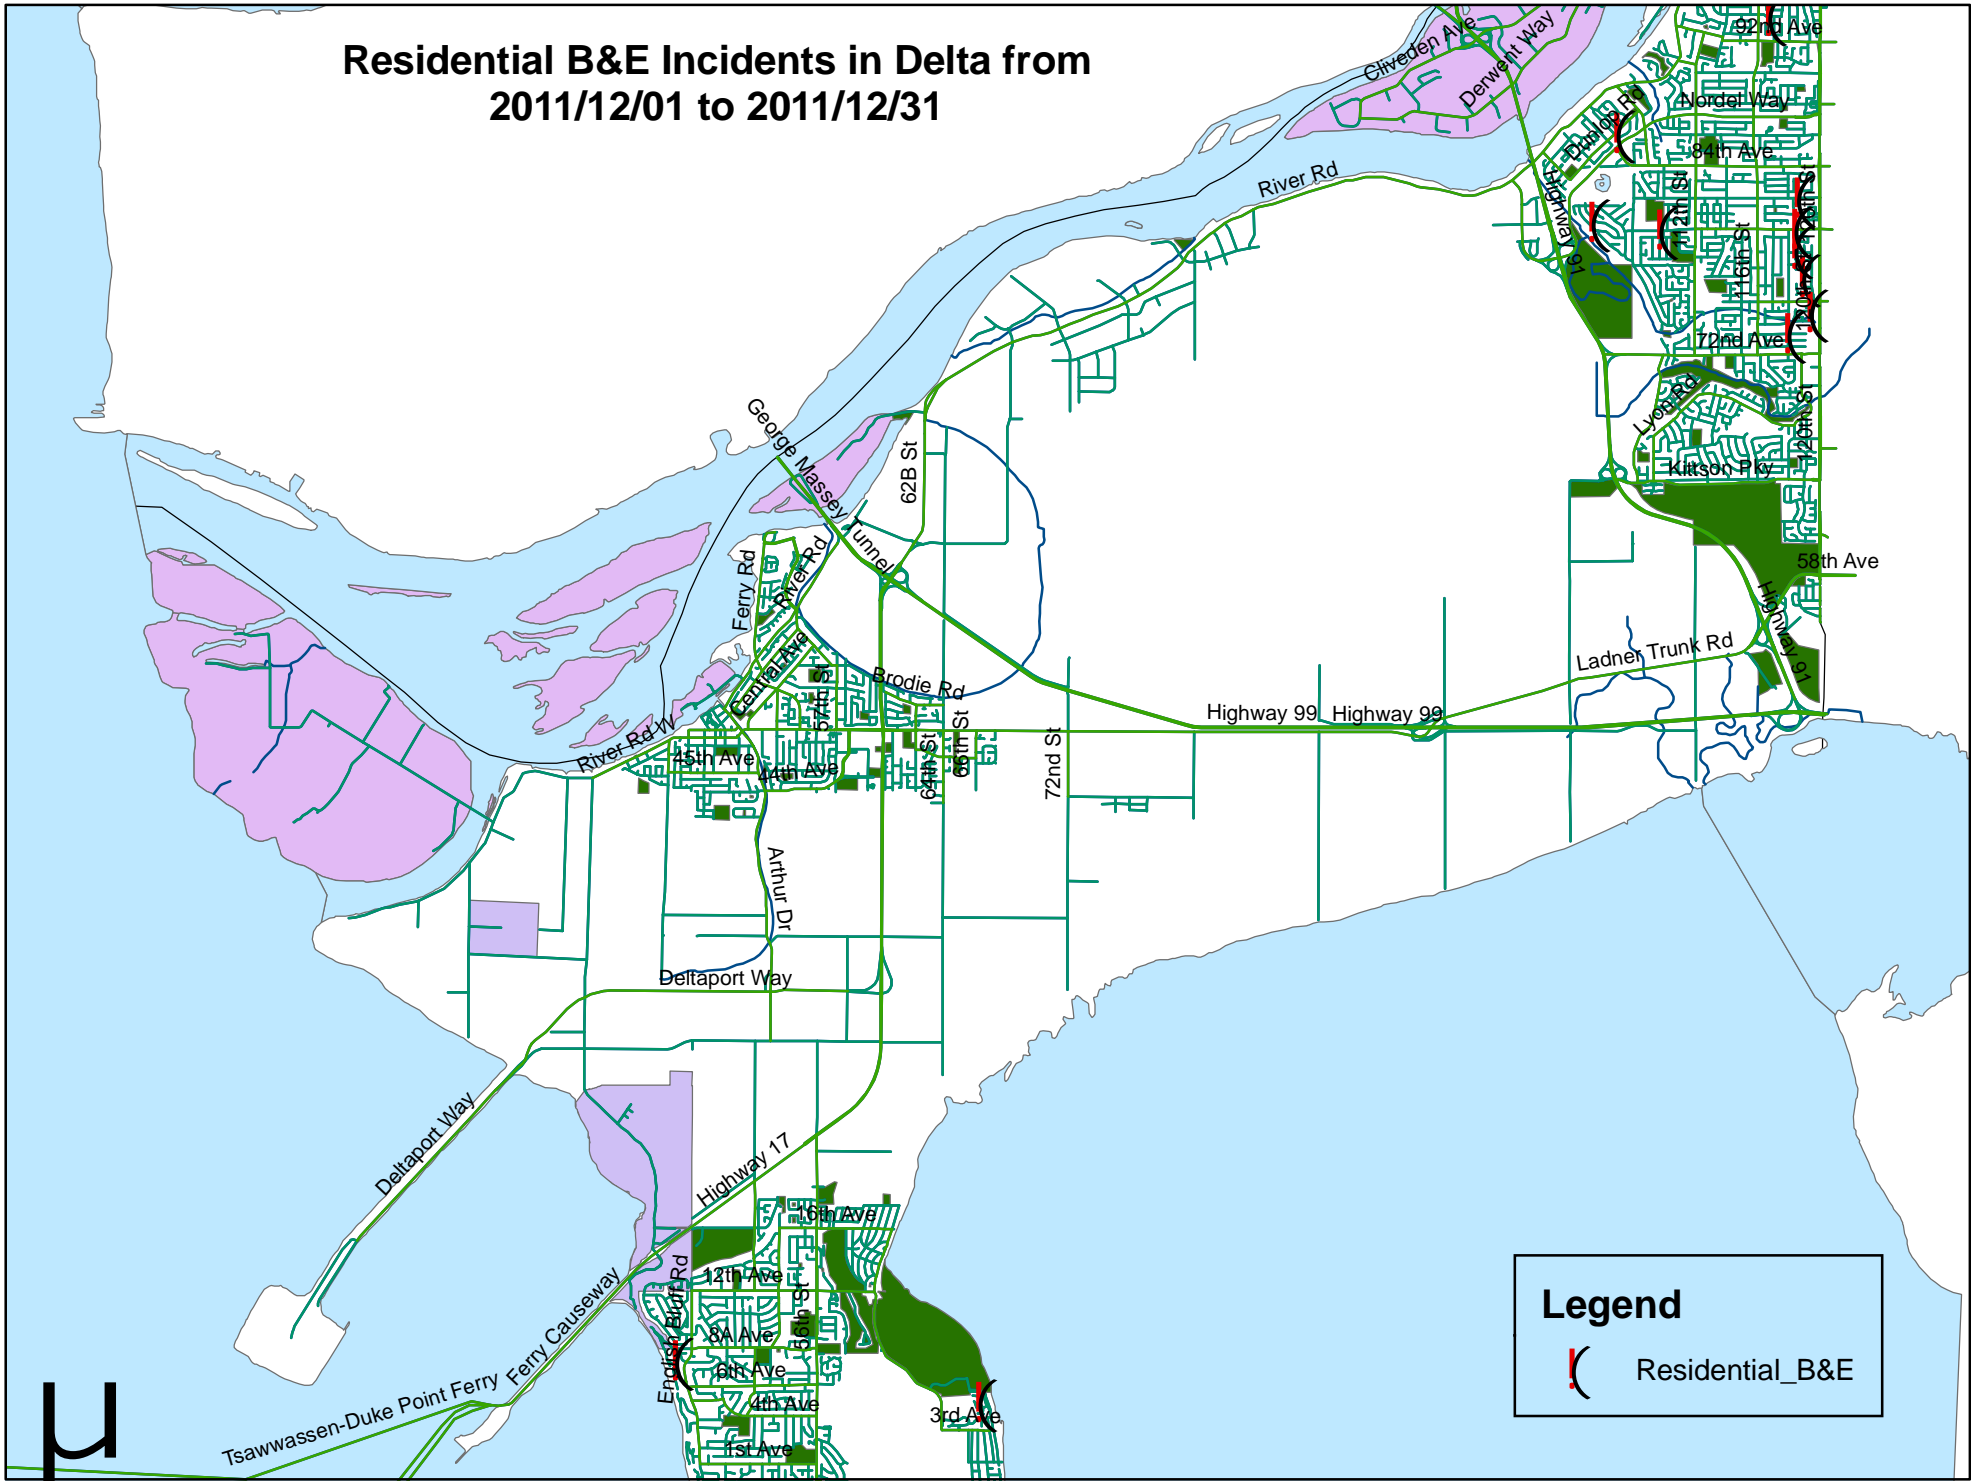 Residential B&E Incidents in Delta from
2011/12/01 to 2011/12/31
92nd Ave
Cliveden Ave
Derwent Way
Nordel Way
Dunlop Rd
84th Ave
River Rd
Highway 91
112th St
116th St
120th St
120th St
72nd Ave
Lyon Rd
120th St
Kittson Pky
George Massey Tunnel
62B St
58th Ave
Ferry Rd
River Rd
Highway 91
Ladner Trunk Rd
Central Ave
57th St
Brodie Rd
Highway 99
Highway 99
River Rd W
45th Ave
44th Ave
64th St
66th St
72nd St
Arthur Dr
Deltaport Way
Deltaport Way
Highway 17
16th Ave
12th Ave
English Bluff Rd
56th St
8A Ave
6th Ave
4th Ave
3rd Ave
1st Ave
Ferry Causeway
Tsawwassen-Duke Point Ferry
µ
Legend
!( Residential_B&E